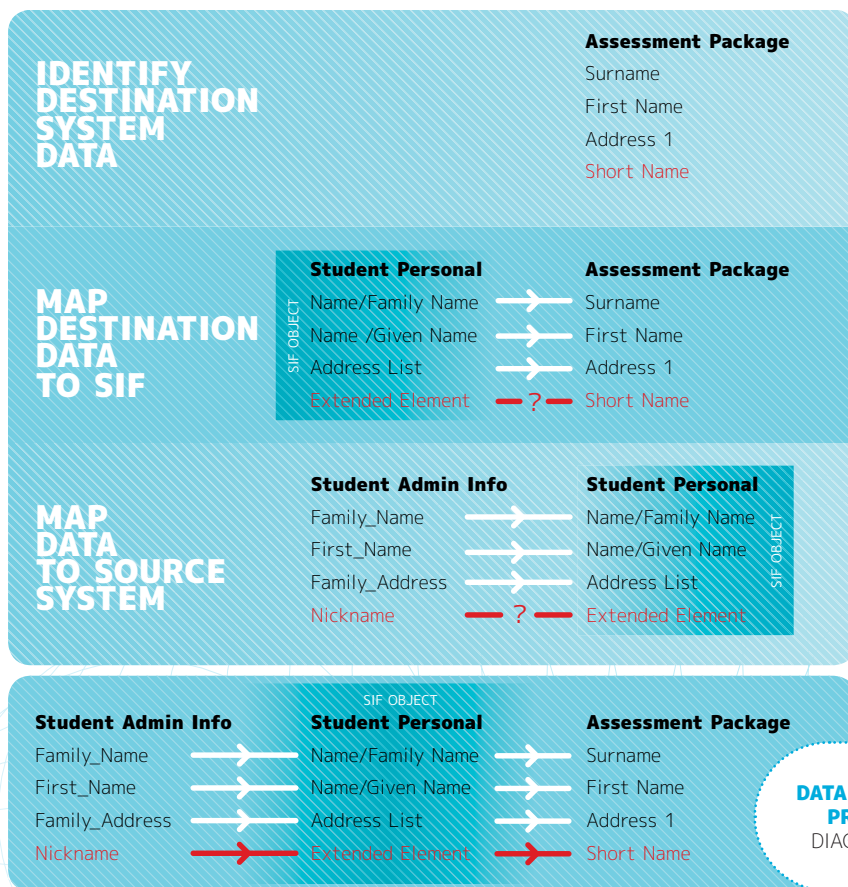 IDENTIFY
DESTINATION
SYSTEM
DATA
Assessment Package
Surname
First Name
Address 1
Short Name
MAP
DESTINATION
DATA
TO SIF
SIF OBJECT
Student Personal
Name/Family Name
Name /Given Name
Address List
Extended Element
?
Assessment Package
Surname
First Name
Address 1
Short Name
MAP
DATA
TO SOURCE
SYSTEM
Student Admin Info
Family_Name
First_Name
Family_Address
Nickname
?
Student Personal
Name/Family Name
Name/Given Name
Address List
Extended Element
SIF OBJECT
SIF OBJECT
Student Admin Info
Family_Name
First_Name
Family_Address
Nickname
Student Personal
Name/Family Name
Name/Given Name
Address List
Extended Element
Assessment Package
Surname
First Name
Address 1
Short Name
DATA